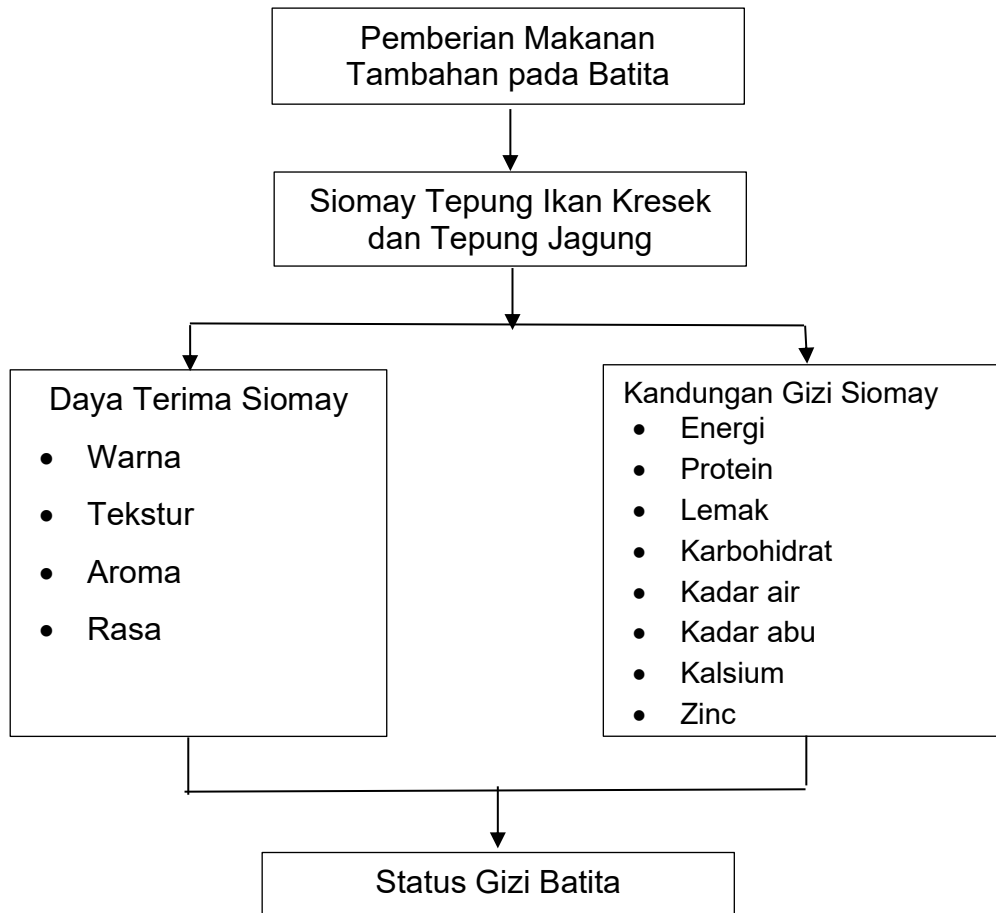 Pemberian Makanan
Tambahan pada Batita
Siomay Tepung Ikan Kresek
dan Tepung Jagung
Daya Terima Siomay
• Warna
• Tekstur
• Aroma
• Rasa
Kandungan Gizi Siomay
• Energi
• Protein
• Lemak
• Karbohidrat
• Kadar air
• Kadar abu
• Kalsium
• Zinc
Status Gizi Batita